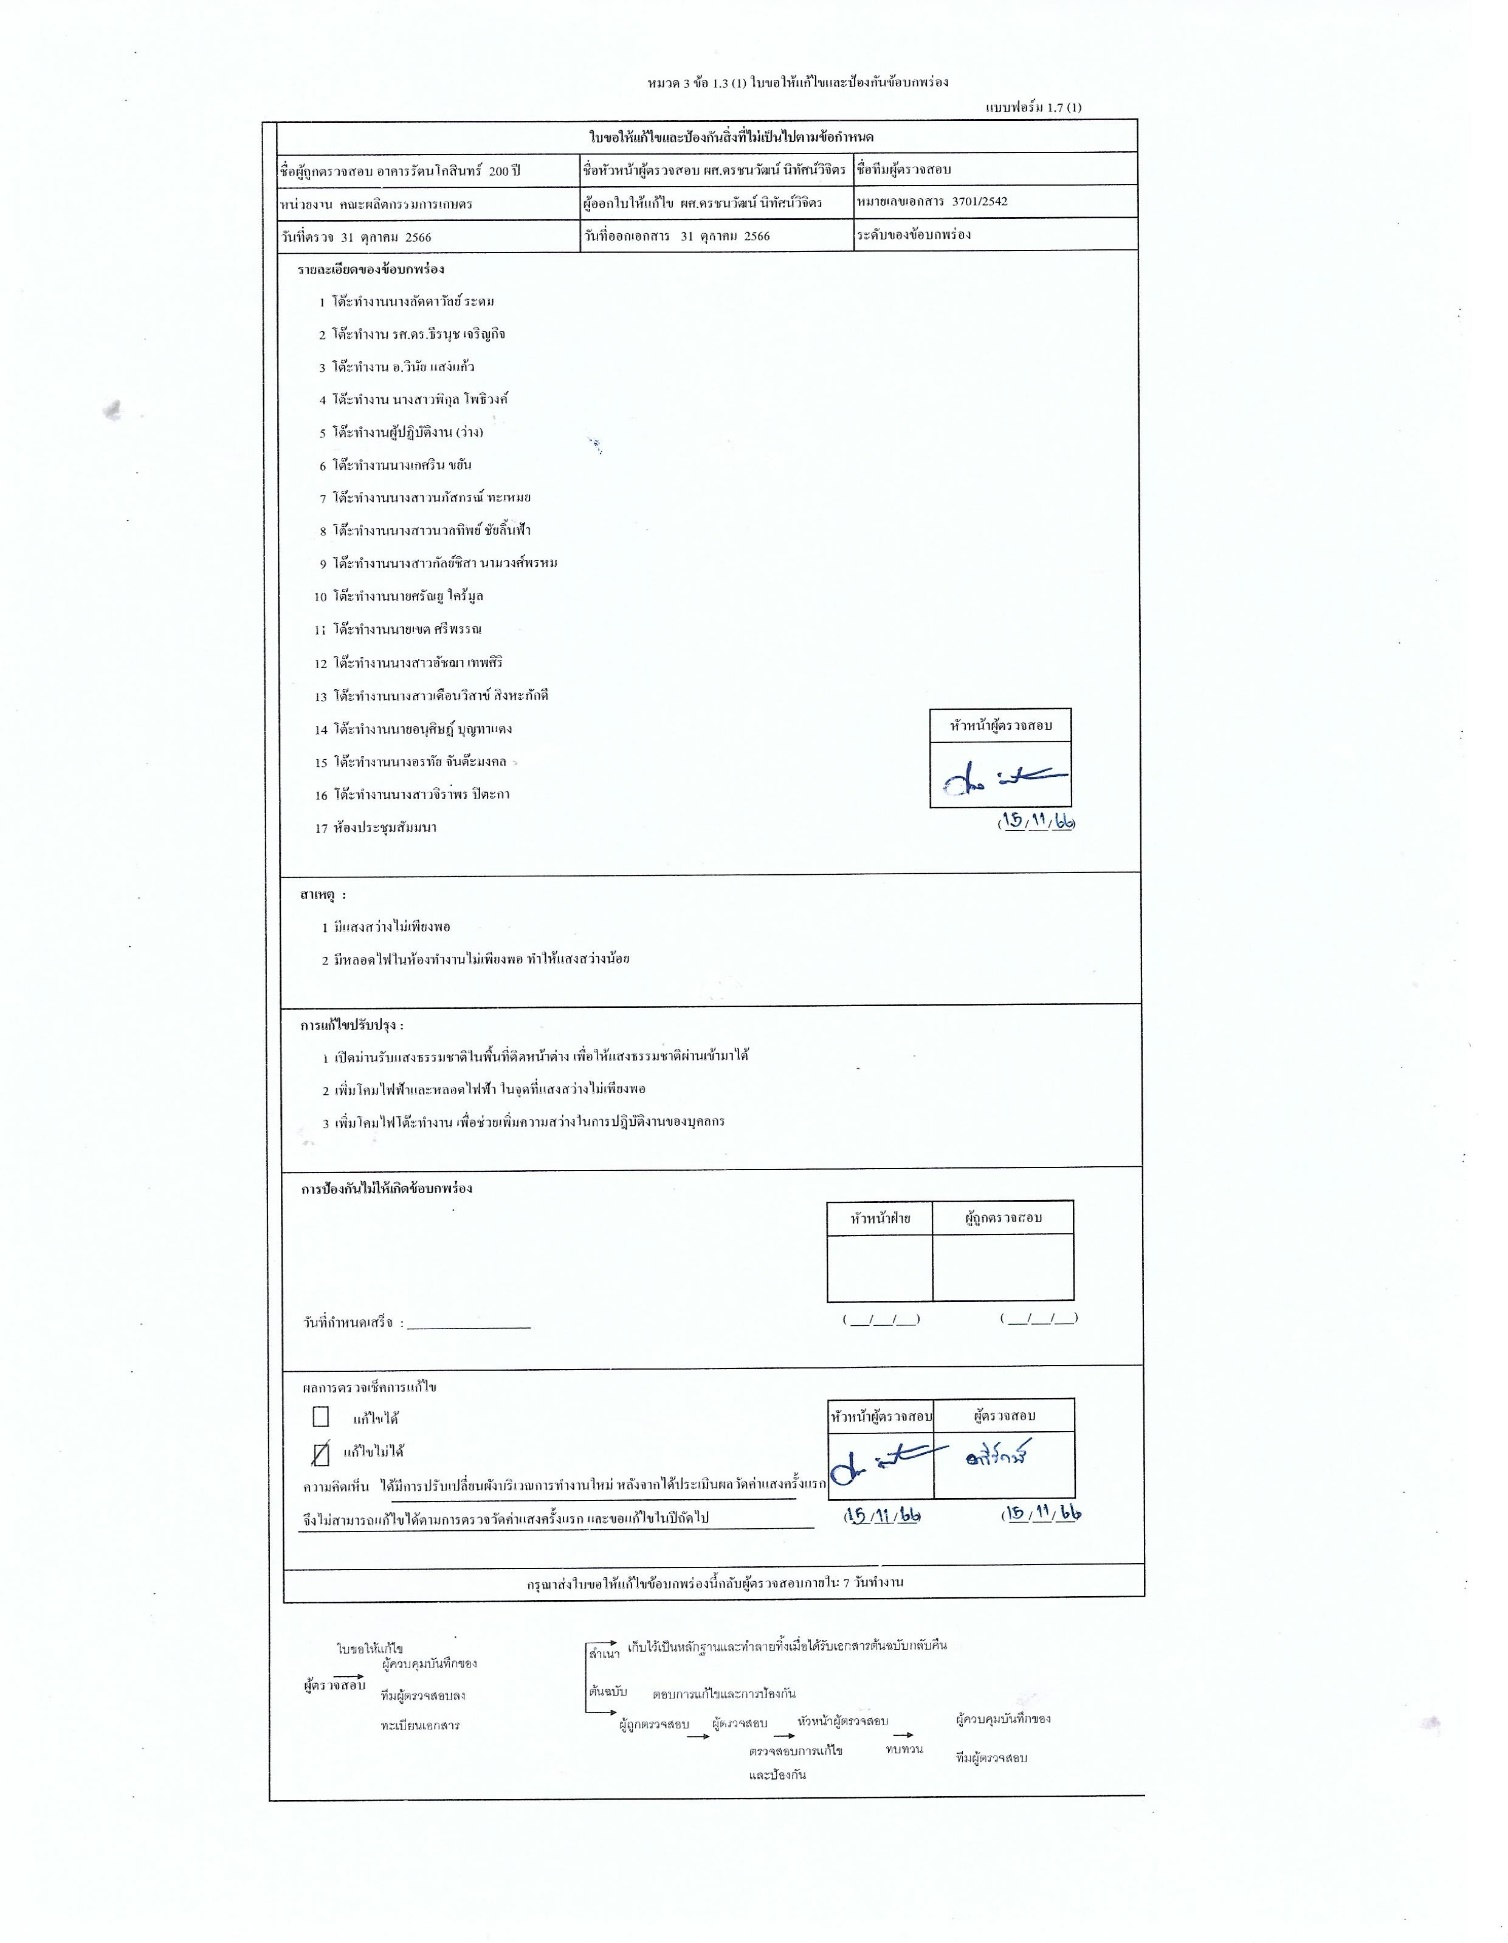 หมวด 3 ข้อ 1.3 (1) ใบขอให้แก้ไขและป้องกันข้อบกพร่อง
แบบฟอร์ม 1.7 (1)
ใบขอให้แก้ไขและป้องกันสิ่งที่ไม่เป็นไปตามข้อกำหนด
ชื่อผู้ถูกตรวจสอบ อาคารรัตนโกสินทร์ 200 ปี ชื่อหัวหน้าผู้ตรวจสอบ ผศ.ดรชนวัฒน์ นิทัศน์วิจิตร ชื่อทีมผู้ตรวจสอบ
หน่วยงาน คณะผลิตกรรมการเกษตร ผู้ออกใบให้แก้ไข ผศ.ดรชนวัฒน์ นิทัศน์วิจิตร หมายเลขเอกสาร 3701/2542
วันที่ตรวจ 31 ตุลาคม 2566 วันที่ออกเอกสาร 31 ตุลาคม 2566 ระดับของข้อบกพร่อง
รายละเอียดของข้อบกพร่อง
1 โต๊ะทำงานนางลัดดาวัลย์ ระดม
2 โต๊ะทำงาน รศ.ดร.ธีรนุช เจริญกิจ
3 โต๊ะทำงาน อ.วินัย แสงแก้ว
4 โต๊ะทำงาน นางสาวพิกุล โพธิวงค์
5 โต๊ะทำงานผู้ปฏิบัติงาน (ว่าง)
6 โต๊ะทำงานนางเกศริน ขยัน
7 โต๊ะทำงานนางสาวนภัสกรณ์ ทะเหมย
8 โต๊ะทำงานนางสาวนวลทิพย์ ชัยลิ้นฟ้า
9 โต๊ะทำงานนางสาวกัลย์ชิสา นามวงศ์พรหม
10 โต๊ะทำงานนายศรัณยู ใคร้มูล
11 โต๊ะทำงานนายเขต ศรีพรรณ
12 โต๊ะทำงานนางสาวอัชฌา เทพศิริ
13 โต๊ะทำงานนางสาวเดือนวิสาข์ สิงหะภักดี
14 โต๊ะทำงานนายอนุศิษฎ์ บุญทาแดง
15 โต๊ะทำงานนางอรทัย จันต๊ะมงคล
16 โต๊ะทำงานนางสาวจิราพร ปิตะกา
17 ห้องประชุมสัมมนา
หัวหน้าผู้ตรวจสอบ
(15/11/66)
สาเหตุ :
1 มีแสงสว่างไม่เพียงพอ
2 มีหลอดไฟในห้องทำงานไม่เพียงพอ ทำให้แสงสว่างน้อย
การแก้ไขปรับปรุง :
1 เปิดม่านรับแสงธรรมชาติในพื้นที่ติดหน้าต่าง เพื่อให้แสงธรรมชาติผ่านเข้ามาได้
2 เพิ่มโคมไฟฟ้าและหลอดไฟฟ้า ในจุดที่แสงสว่างไม่เพียงพอ
3 เพิ่มโคมไฟโต๊ะทำงาน เพื่อช่วยเพิ่มความสว่างในการปฏิบัติงานของบุคลกร
การป้องกันไม่ให้เกิดข้อบกพร่อง
หัวหน้าฝ่าย ผู้ถูกตรวจสอบ
วันที่กำหนดเสร็จ : ____________ (__/__/__) (__/__/__)
ผลการตรวจเช็คการแก้ไข
แก้ไขได้
แก้ไขไม่ได้
หัวหน้าผู้ตรวจสอบ ผู้ตรวจสอบ
ความคิดเห็น ได้มีการปรับเปลี่ยนผังบริเวณการทำงานใหม่ หลังจากได้ประเมินผลวัดค่าแสงครั้งแรก
จึงไม่สามารถแก้ไขได้ตามการตรวจวัดค่าแสงครั้งแรก และขอแก้ไขในปีถัดไป
(15/11/66) (15/11/66)
กรุณาส่งใบขอให้แก้ไขข้อบกพร่องนี้กลับผู้ตรวจสอบภายใน 7 วันทำงาน
ใบขอให้แก้ไข
ผู้ตรวจสอบ
ผู้ควบคุมบันทึกของ
ทีมผู้ตรวจสอบลง
ทะเบียนเอกสาร
สำเนา เก็บไว้เป็นหลักฐานและทำลายทิ้งเมื่อได้รับเอกสารต้นฉบับกลับคืน
ต้นฉบับ ตอบการแก้ไขและการป้องกัน
ผู้ถูกตรวจสอบ ผู้ตรวจสอบ หัวหน้าผู้ตรวจสอบ ผู้ควบคุมบันทึกของ
ตรวจสอบการแก้ไข ทบทวน ทีมผู้ตรวจสอบ
และป้องกัน